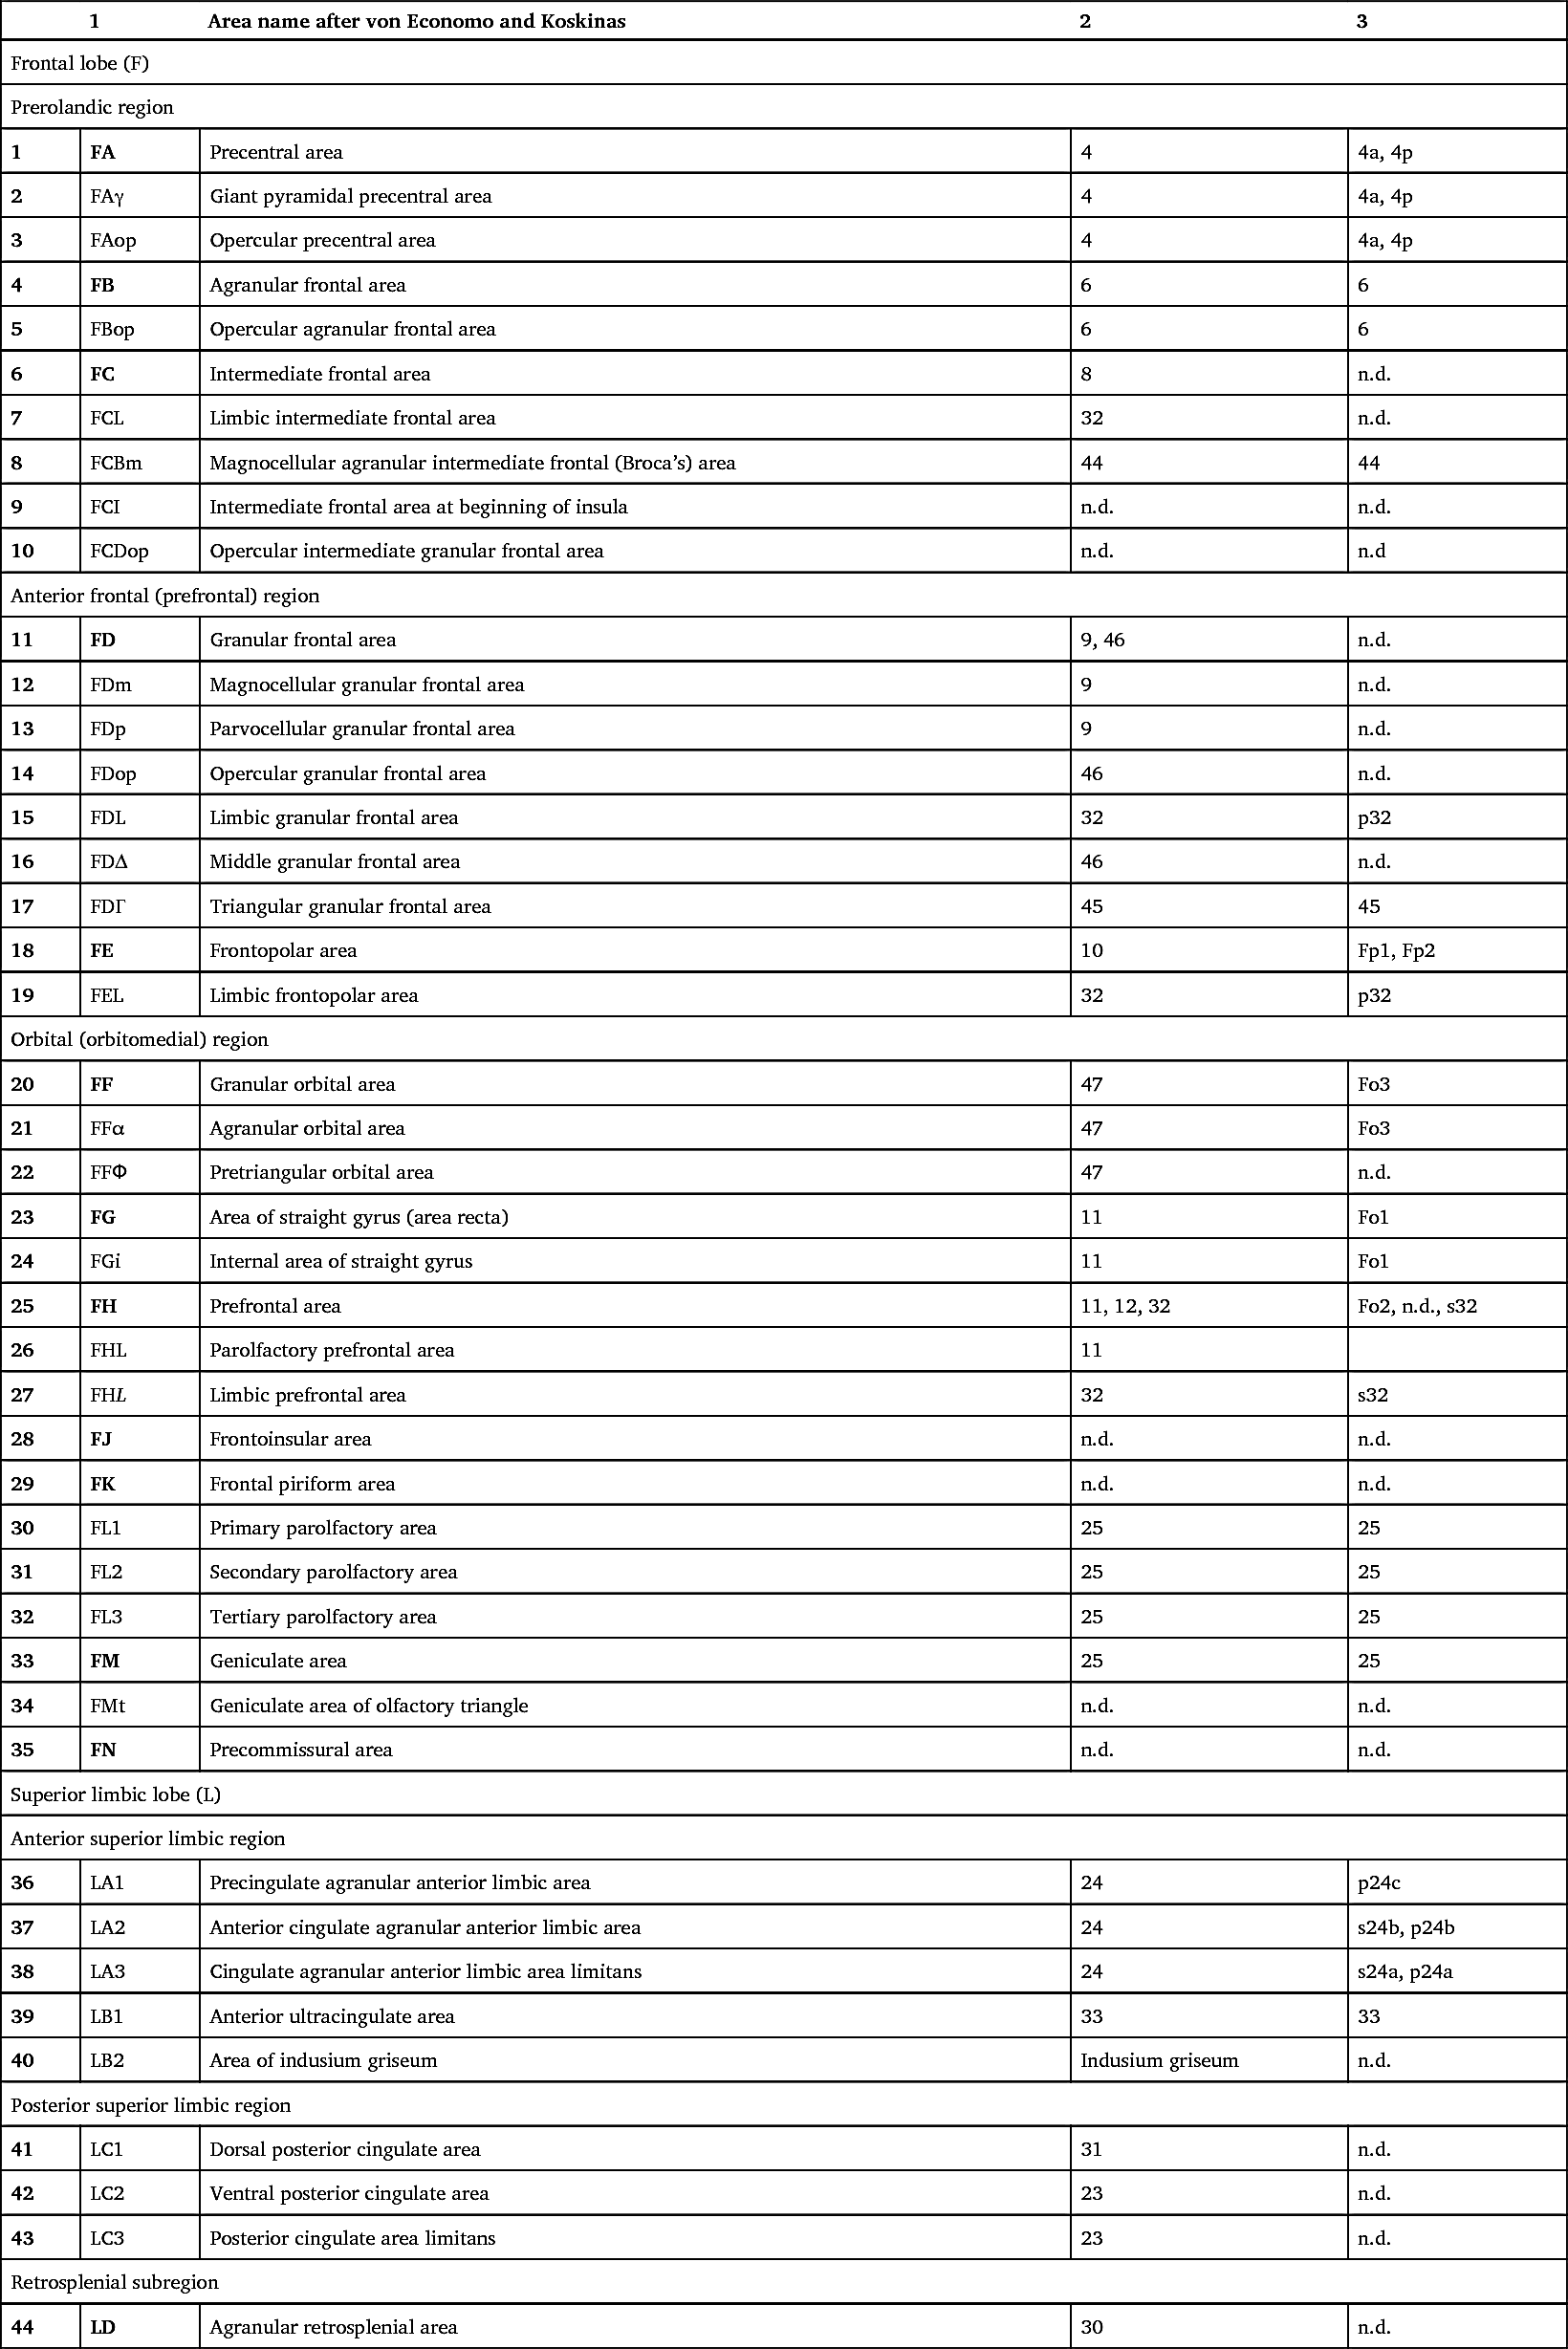 1 Area name after von Economo and Koskinas 2 3
Frontal lobe (F)
Prerolandic region
1 FA Precentral area 4 4a, 4p
2 FAγ Giant pyramidal precentral area 4 4a, 4p
3 FAop Opercular precentral area 4 4a, 4p
4 FB Agranular frontal area 6 6
5 FBop Opercular agranular frontal area 6 6
6 FC Intermediate frontal area 8 n.d.
7 FCL Limbic intermediate frontal area 32 n.d.
8 FCBm Magnocellular agranular intermediate frontal (Broca’s) area 44 44
9 FCI Intermediate frontal area at beginning of insula n.d. n.d.
10 FCDop Opercular intermediate granular frontal area n.d. n.d
Anterior frontal (prefrontal) region
11 FD Granular frontal area 9, 46 n.d.
12 FDm Magnocellular granular frontal area 9 n.d.
13 FDp Parvocellular granular frontal area 9 n.d.
14 FDop Opercular granular frontal area 46 n.d.
15 FDL Limbic granular frontal area 32 p32
16 FDΔ Middle granular frontal area 46 n.d.
17 FDΓ Triangular granular frontal area 45 45
18 FE Frontopolar area 10 Fp1, Fp2
19 FEL Limbic frontopolar area 32 p32
Orbital (orbitomedial) region
20 FF Granular orbital area 47 Fo3
21 FFα Agranular orbital area 47 Fo3
22 FFΦ Pretriangular orbital area 47 n.d.
23 FG Area of straight gyrus (area recta) 11 Fo1
24 FGi Internal area of straight gyrus 11 Fo1
25 FH Prefrontal area 11, 12, 32 Fo2, n.d., s32
26 FHL Parolfactory prefrontal area 11
27 FHL Limbic prefrontal area 32 s32
28 FJ Frontoinsular area n.d. n.d.
29 FK Frontal piriform area n.d. n.d.
30 FL1 Primary parolfactory area 25 25
31 FL2 Secondary parolfactory area 25 25
32 FL3 Tertiary parolfactory area 25 25
33 FM Geniculate area 25 25
34 FMt Geniculate area of olfactory triangle n.d. n.d.
35 FN Precommissural area n.d. n.d.
Superior limbic lobe (L)
Anterior superior limbic region
36 LA1 Precingulate agranular anterior limbic area 24 p24c
37 LA2 Anterior cingulate agranular anterior limbic area 24 s24b, p24b
38 LA3 Cingulate agranular anterior limbic area limitans 24 s24a, p24a
39 LB1 Anterior ultracingulate area 33 33
40 LB2 Area of indusium griseum Indusium griseum n.d.
Posterior superior limbic region
41 LC1 Dorsal posterior cingulate area 31 n.d.
42 LC2 Ventral posterior cingulate area 23 n.d.
43 LC3 Posterior cingulate area limitans 23 n.d.
Retrosplenial subregion
44 LD Agranular retrosplenial area 30 n.d.